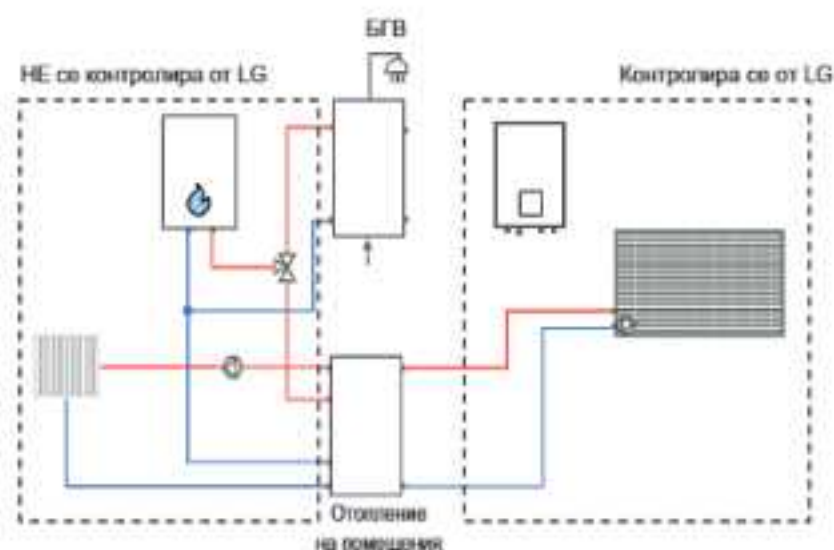 БГВ
НЕ се контролира от LG
Контролира се от LG
Отопление
на помещения